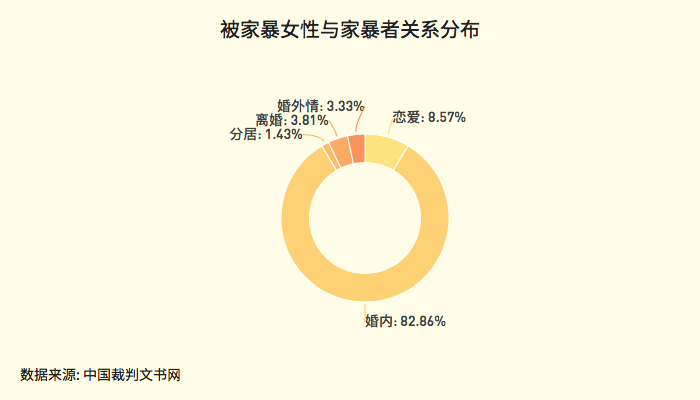 被家暴女性与家暴者关系分布
婚外情: 3.33%
离婚: 3.81%
分居: 1.43%
恋爱: 8.57%
婚内: 82.86%
数据来源: 中国裁判文书网